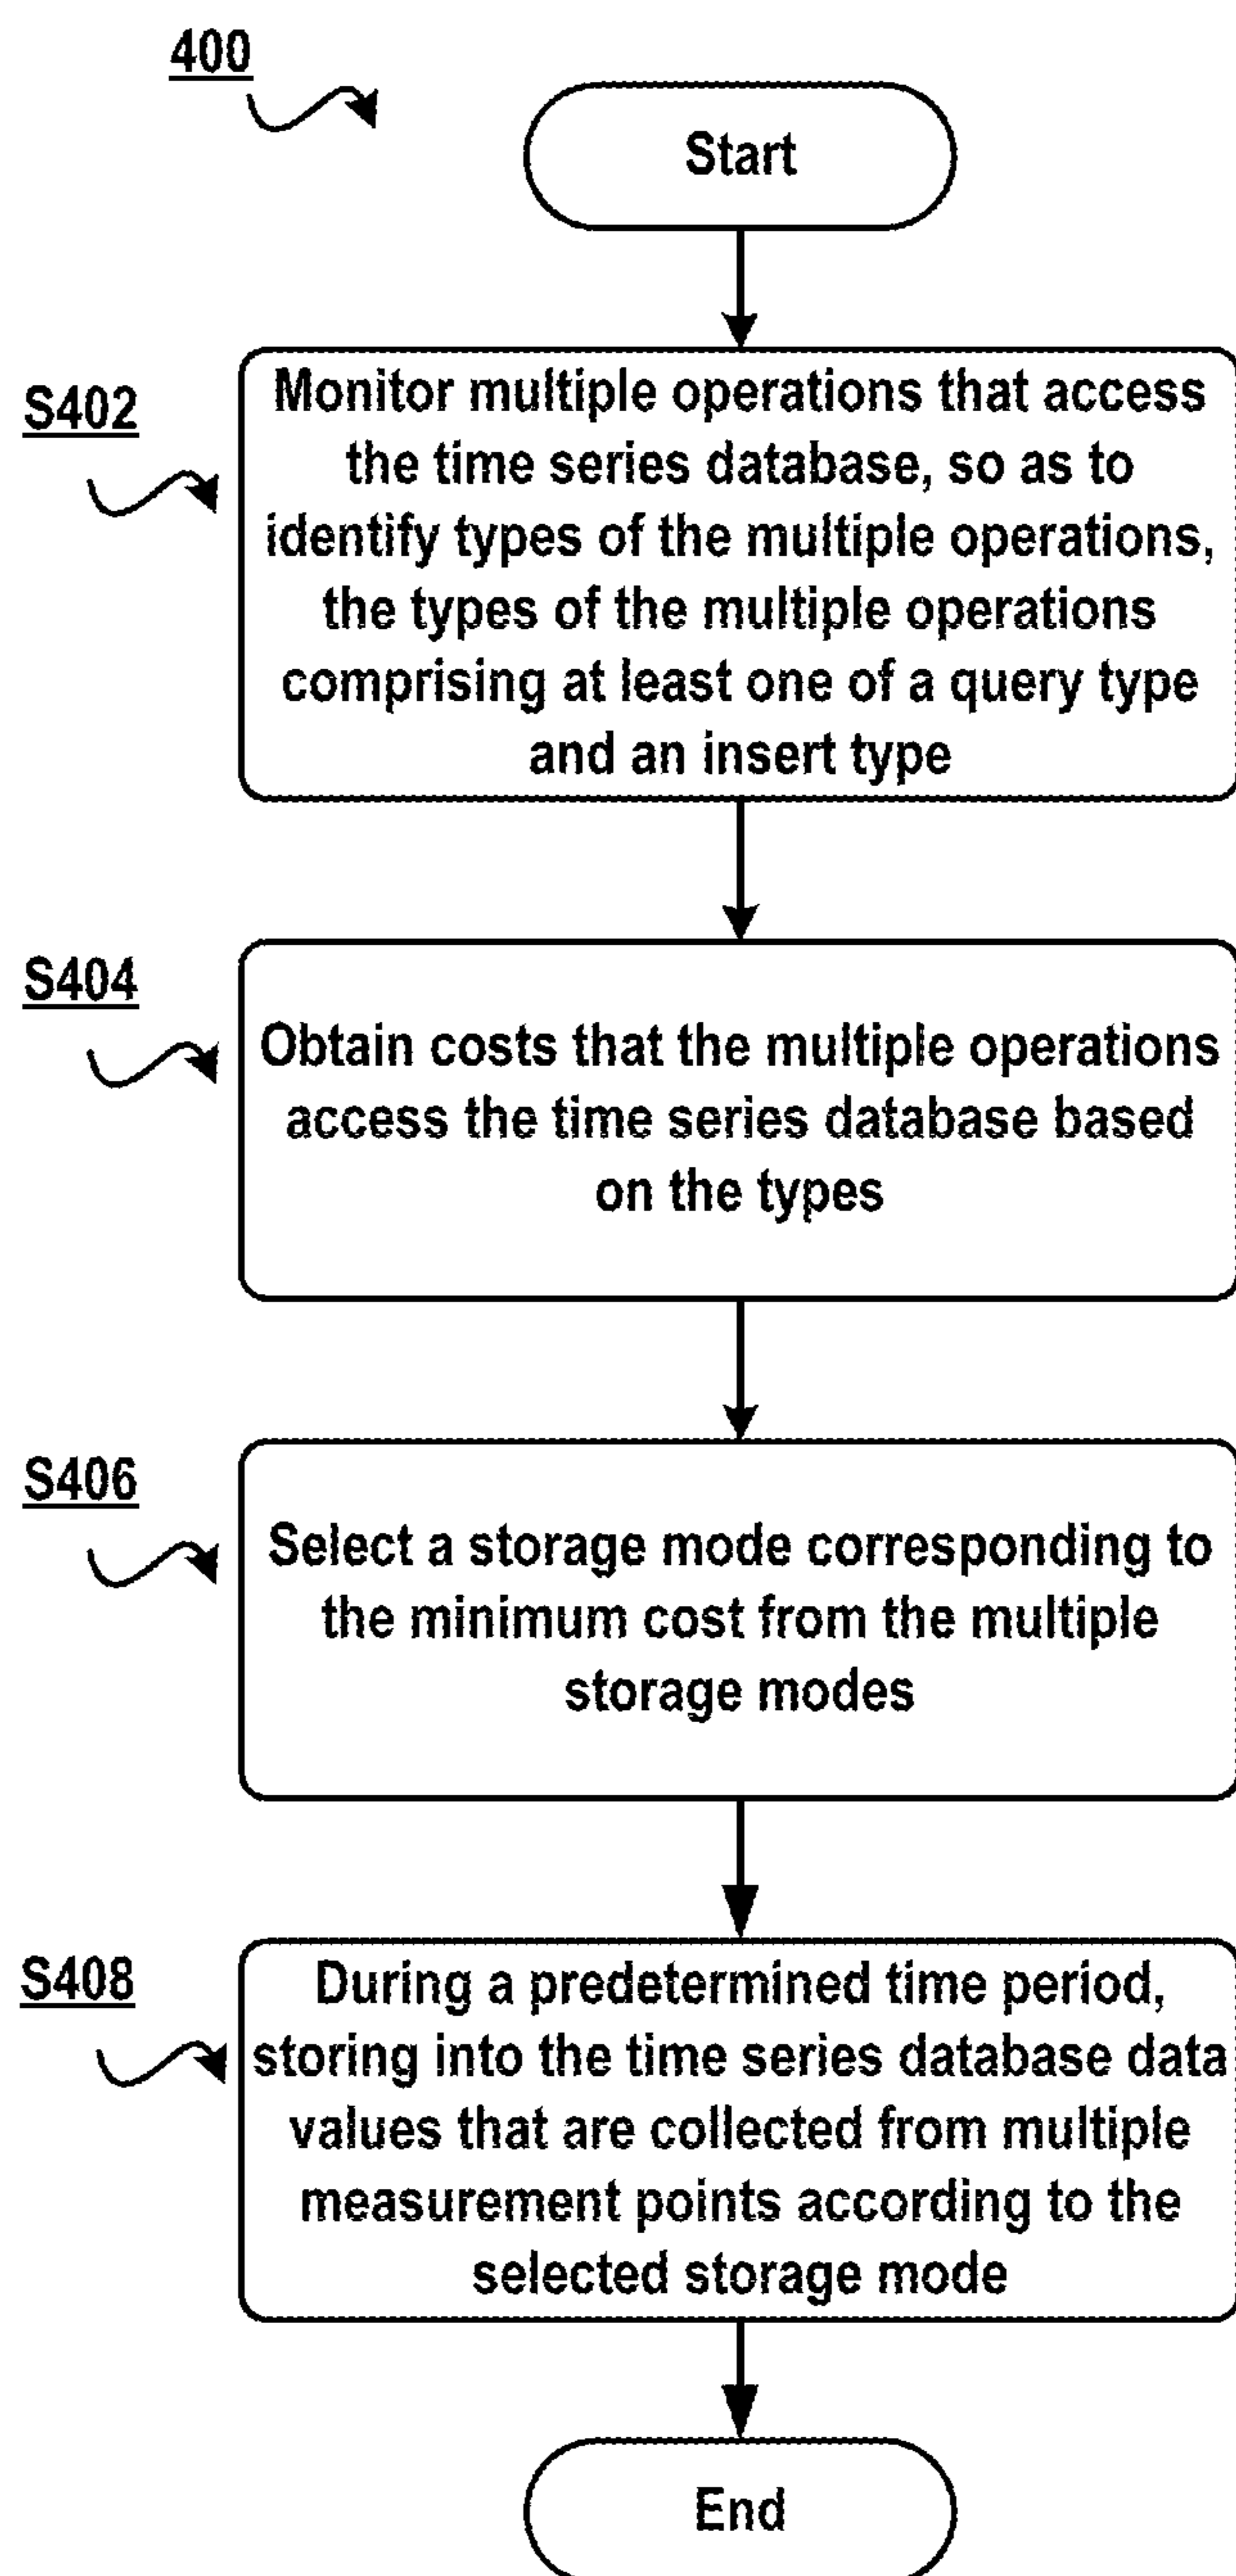 400
Start
S402
Monitor multiple operations that access
the time series database, so as to
identify types of the multiple operations,
the types of the multiple operations
comprising at least one of a query type
and an insert type
S404
Obtain costs that the multiple operations
access the time series database based
on the types
S406
Select a storage mode corresponding to
the minimum cost from the multiple
storage modes
S408
During a predetermined time period,
storing into the time series database data
values that are collected from multiple
measurement points according to the
selected storage mode
End